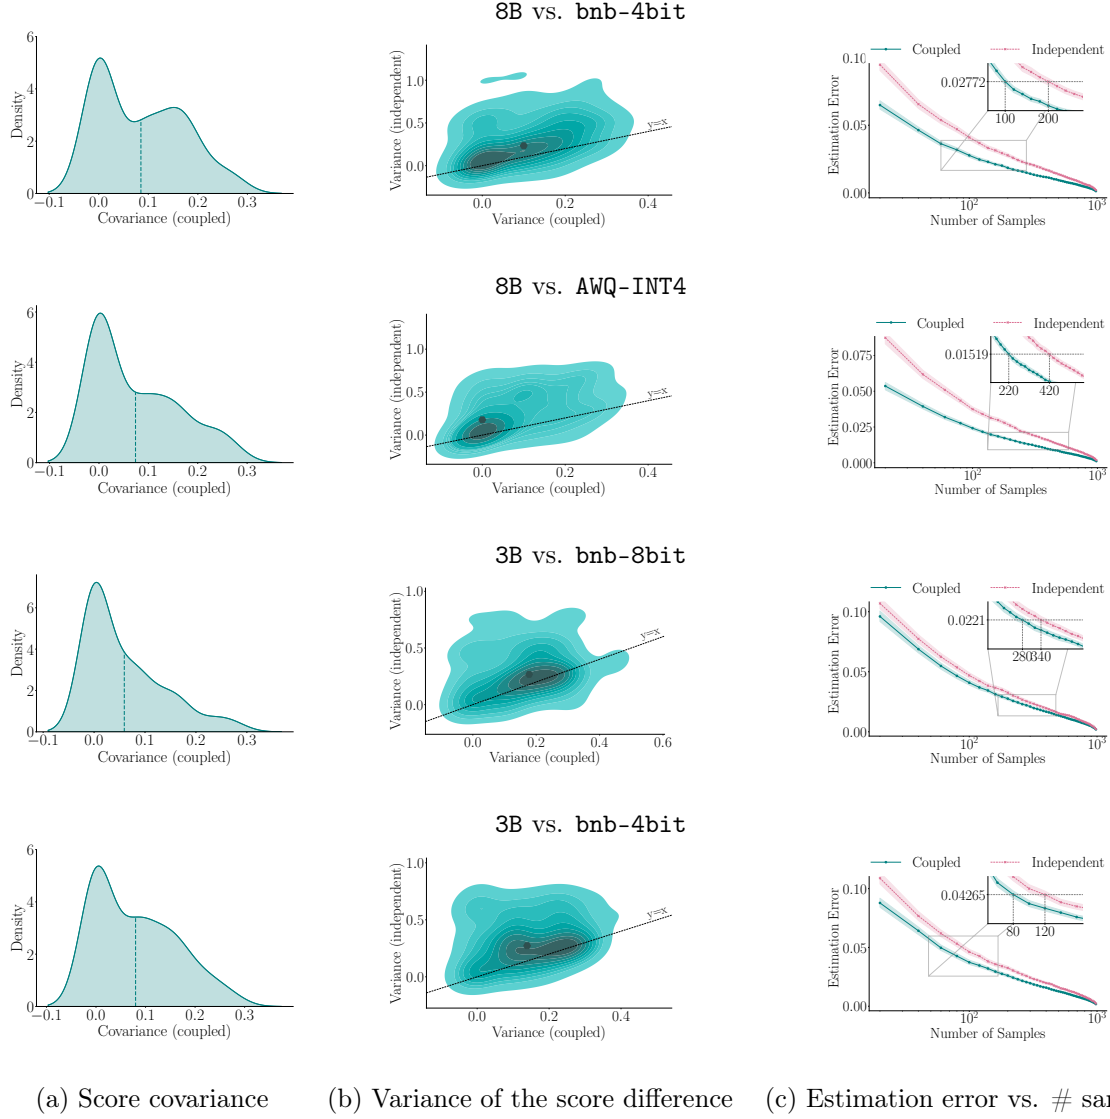 8B vs. bnb-4bit
Density
6
4
2
0
−0.1 0.0 0.1 0.2 0.3
Covariance (coupled)
Variance (independent)
1.0
0.5
0.0
y=x
0.0 0.2 0.4
Variance (coupled)
Coupled Independent
Estimation Error
0.10
0.05
0.00
0.02772
100 200
10² 10³
Number of Samples
8B vs. AWQ-INT4
Density
6
4
2
0
−0.1 0.0 0.1 0.2 0.3
Covariance (coupled)
Variance (independent)
1.0
0.5
0.0
y=x
0.0 0.2 0.4
Variance (coupled)
Coupled Independent
Estimation Error
0.075
0.050
0.025
0.000
0.01519
220 420
10² 10³
Number of Samples
3B vs. bnb-8bit
Density
6
4
2
0
−0.1 0.0 0.1 0.2 0.3
Covariance (coupled)
Variance (independent)
1.0
0.5
0.0
y=x
0.0 0.2 0.4 0.6
Variance (coupled)
Coupled Independent
Estimation Error
0.10
0.05
0.00
0.0221
280 340
10² 10³
Number of Samples
3B vs. bnb-4bit
Density
6
4
2
0
−0.1 0.0 0.1 0.2 0.3
Covariance (coupled)
Variance (independent)
1.0
0.5
0.0
y=x
0.0 0.2 0.4
Variance (coupled)
Coupled Independent
Estimation Error
0.10
0.05
0.00
0.04265
80 120
10² 10³
Number of Samples
(a) Score covariance (b) Variance of the score difference (c) Estimation error vs. #